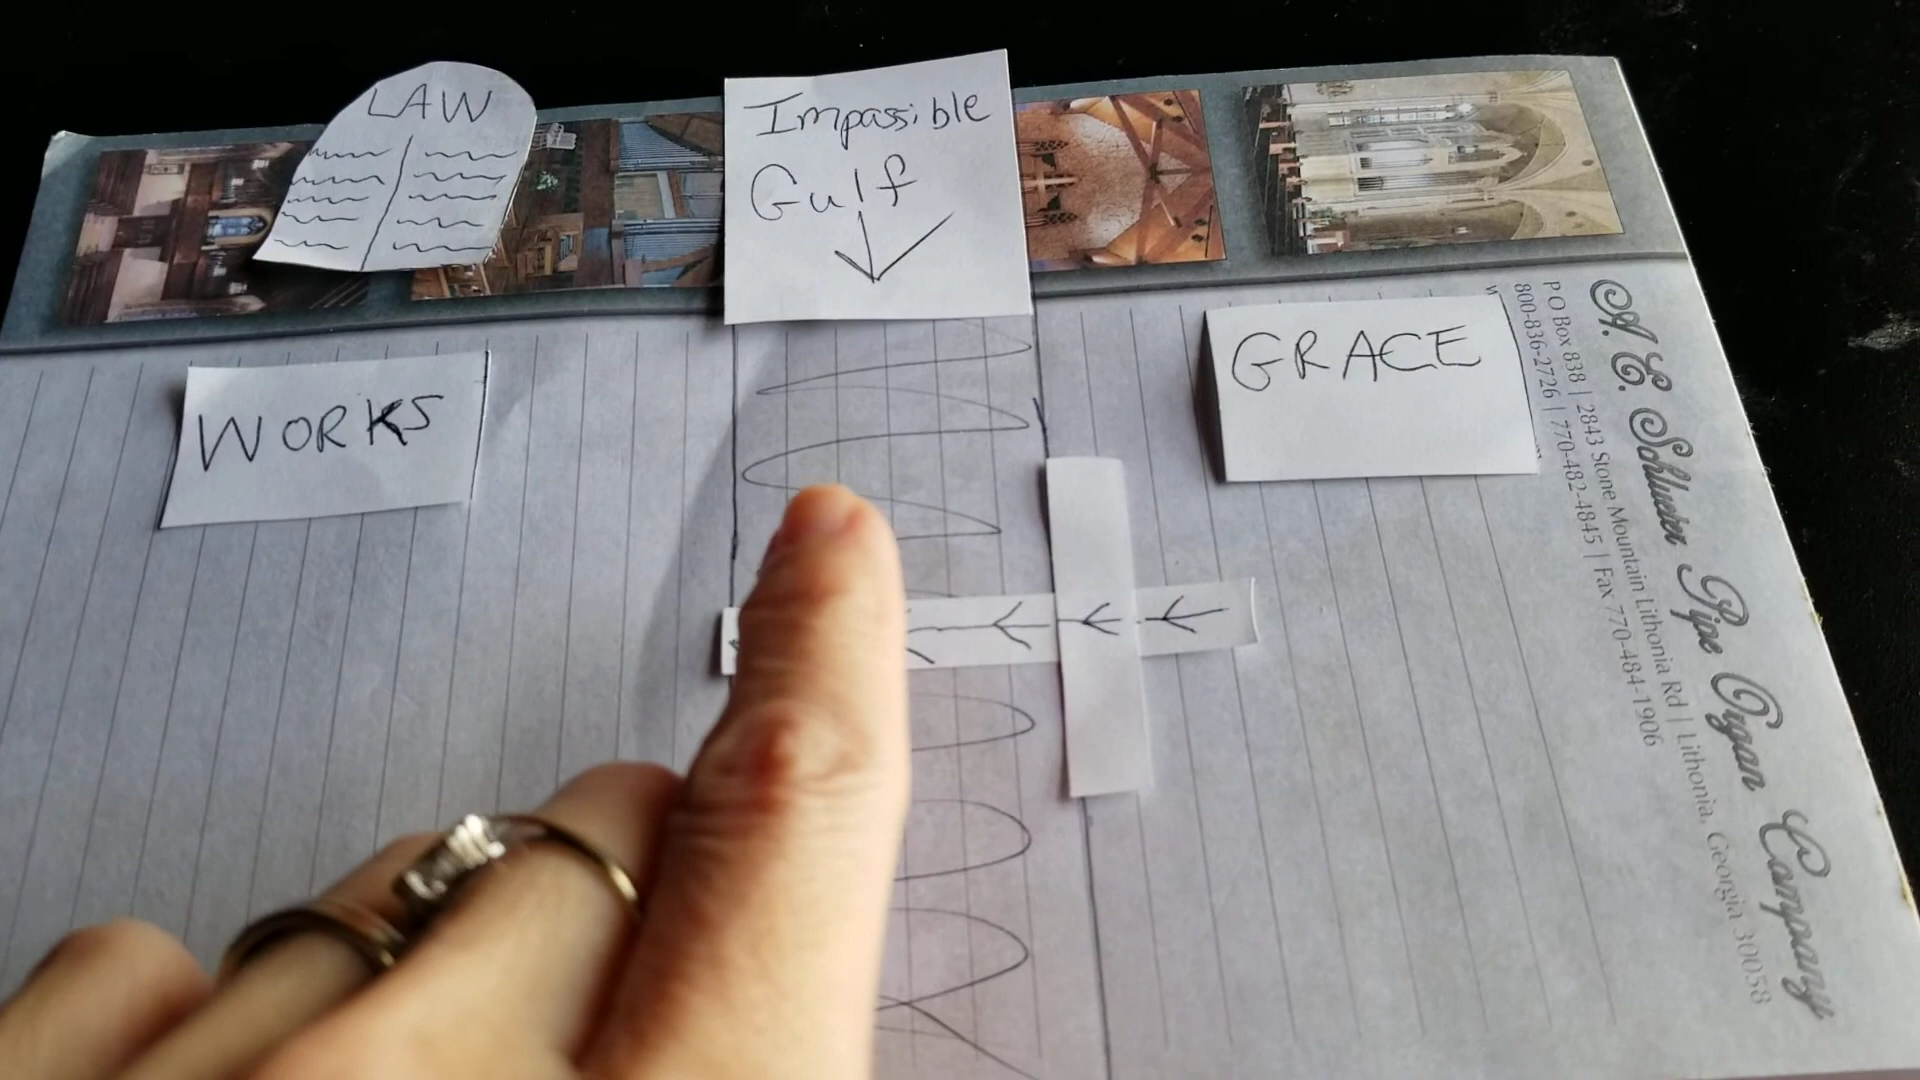 LAW
Impassible
Gulf
WORKS
GRACE
A. E. Schlueter Pipe Organ Company
P O Box 838 | 2843 Stone Mountain Lithonia Rd | Lithonia, Georgia 30058
800-836-2726 | 770-482-4845 | Fax 770-484-1906